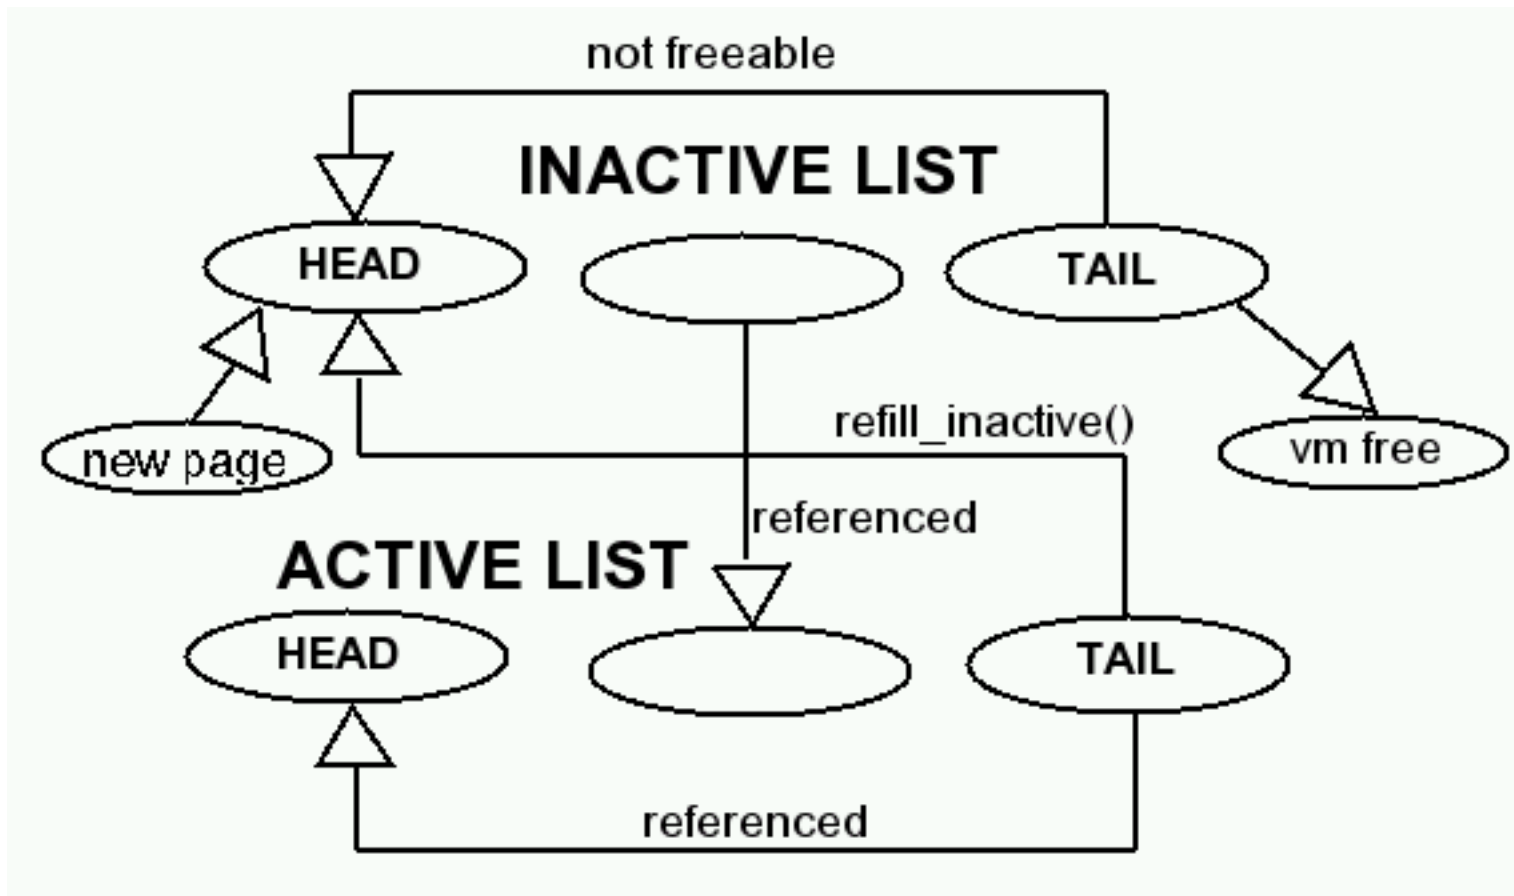 not freeable
INACTIVE LIST
HEAD
TAIL
new page
refill_inactive()
vm free
referenced
ACTIVE LIST
HEAD
TAIL
referenced